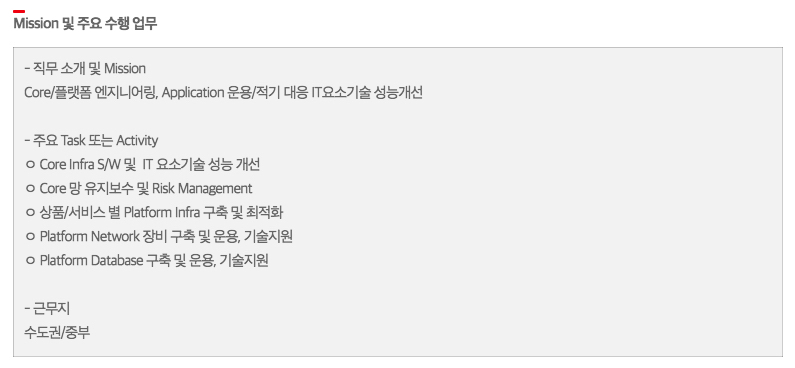 Mission 및 주요 수행 업무
- 직무 소개 및 Mission
Core/플랫폼 엔지니어링, Application 운용/적기 대응 IT요소기술 성능개선
- 주요 Task 또는 Activity
ㅇ Core Infra S/W 및 IT 요소기술 성능 개선
ㅇ Core 망 유지보수 및 Risk Management
ㅇ 상품/서비스 별 Platform Infra 구축 및 최적화
ㅇ Platform Network 장비 구축 및 운용, 기술지원
ㅇ Platform Database 구축 및 운용, 기술지원
- 근무지
수도권/중부